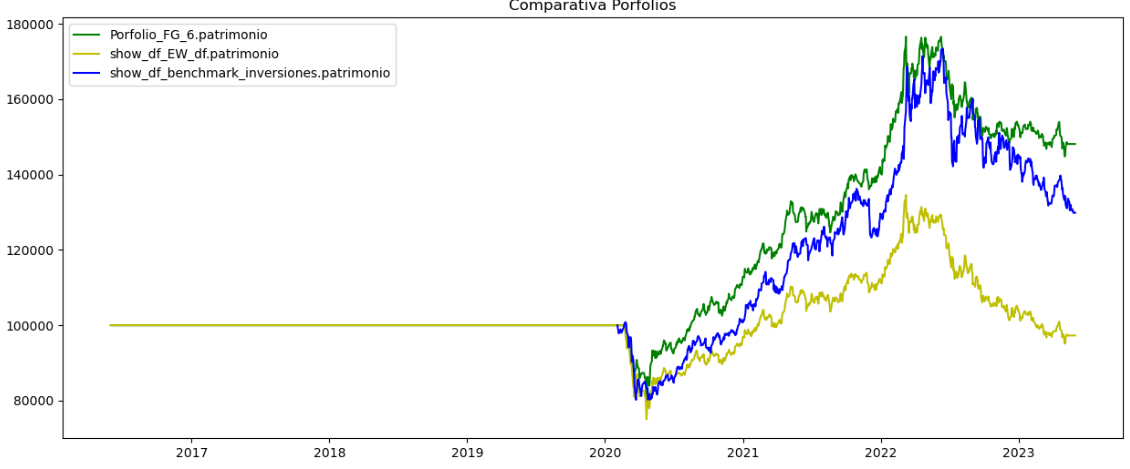 Comparativa Porfolios
180000
160000
140000
120000
100000
80000
Porfolio_FG_6.patrimonio
show_df_EW_df.patrimonio
show_df_benchmark_inversiones.patrimonio
2017 2018 2019 2020 2021 2022 2023